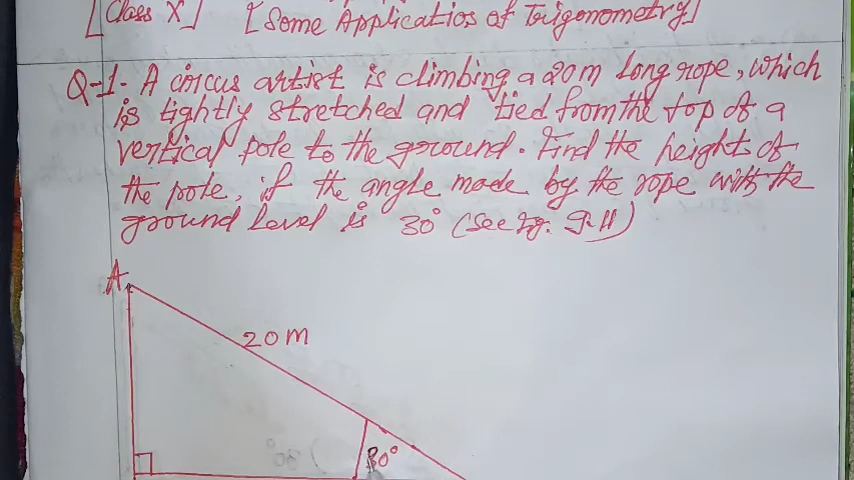 [Class X] [Some Applicatios of Trigonometry]
Q-1- A circus artist is climbing a 20m long rope, which
is tightly stretched and tied from the top of a
vertical pole to the ground. Find the height of
the pole, if the angle made by the rope with the
ground level is 30° (see fig. 9.11)
A
20 M
30°